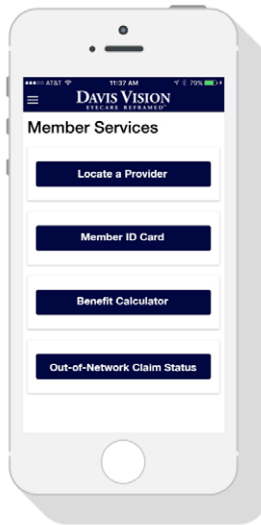 AT&T 11:37 AM 79%
DAVIS VISION
EYECARE REFRAMED™
Member Services
Locate a Provider
Member ID Card
Benefit Calculator
Out-of-Network Claim Status